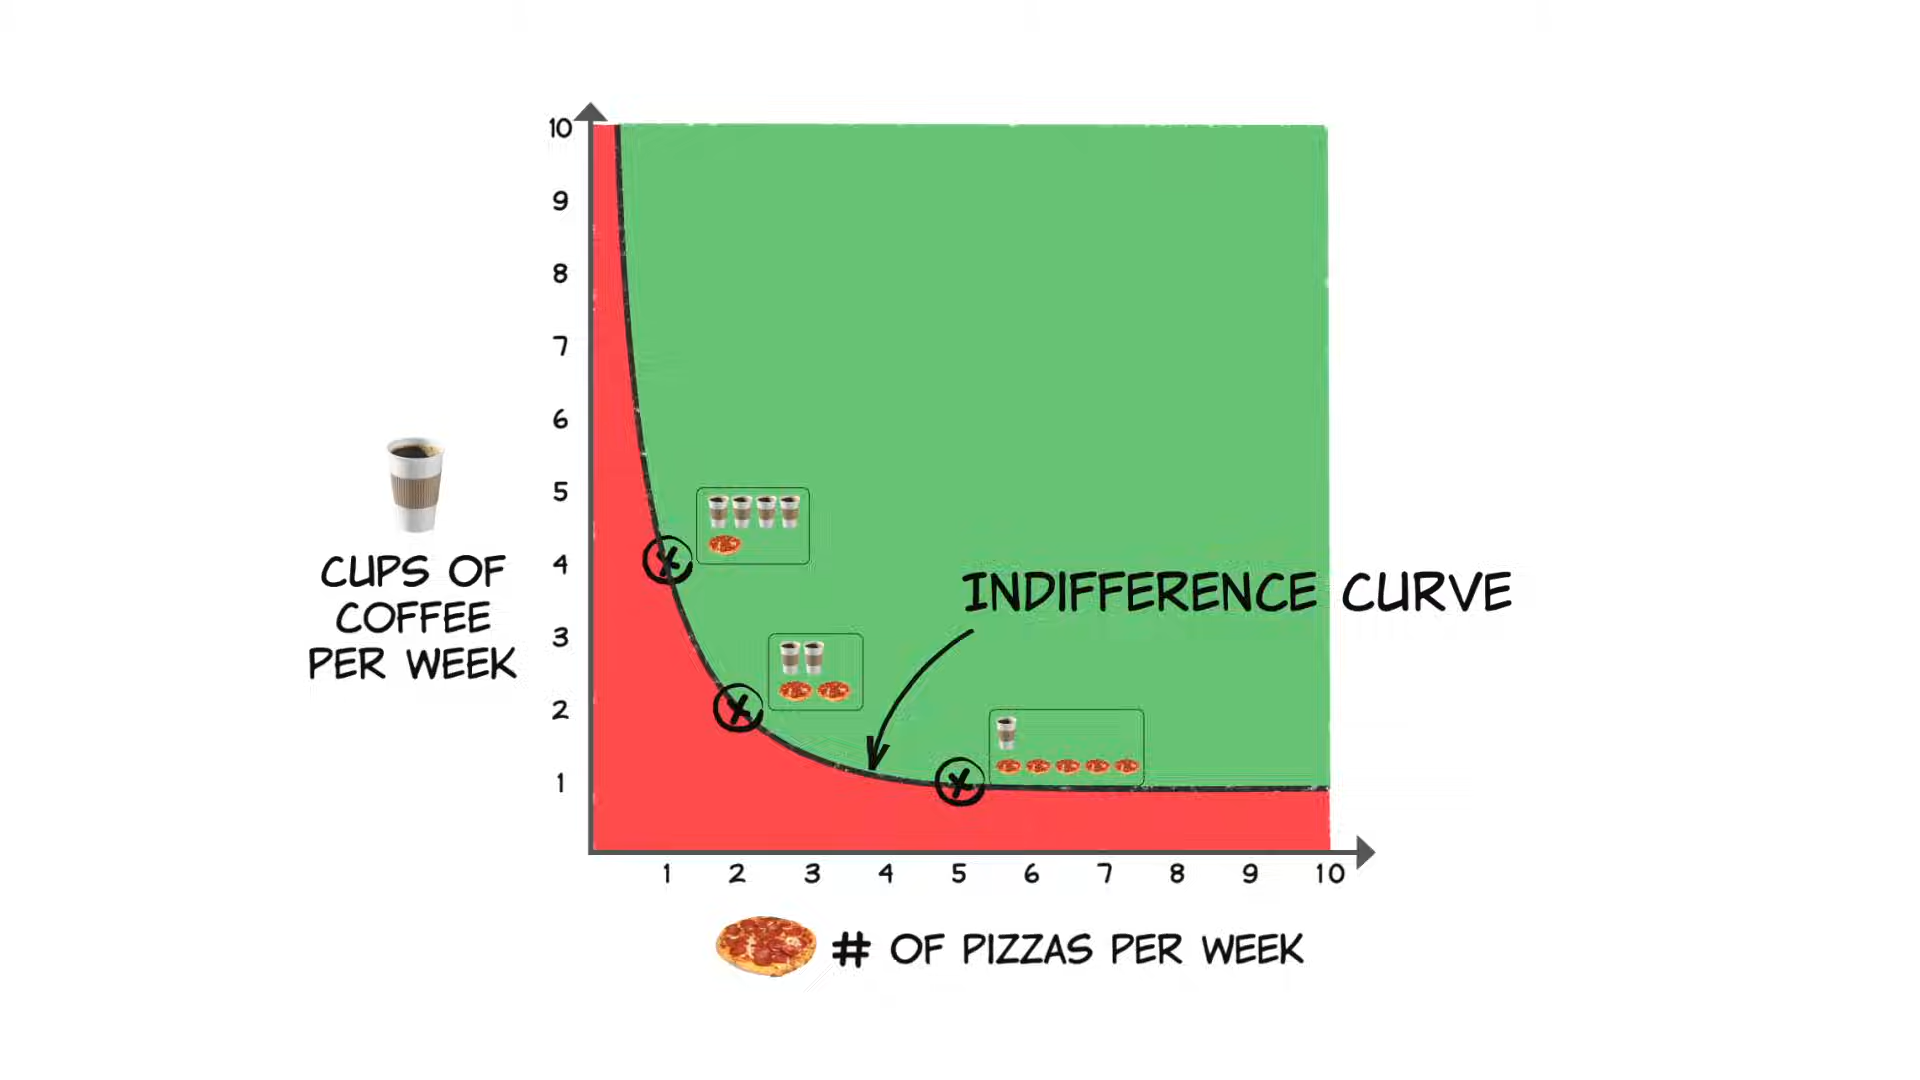 10
9
8
7
6
5
4
3
2
1
CUPS OF
COFFEE
PER WEEK
INDIFFERENCE CURVE
1 2 3 4 5 6 7 8 9 10
# OF PIZZAS PER WEEK